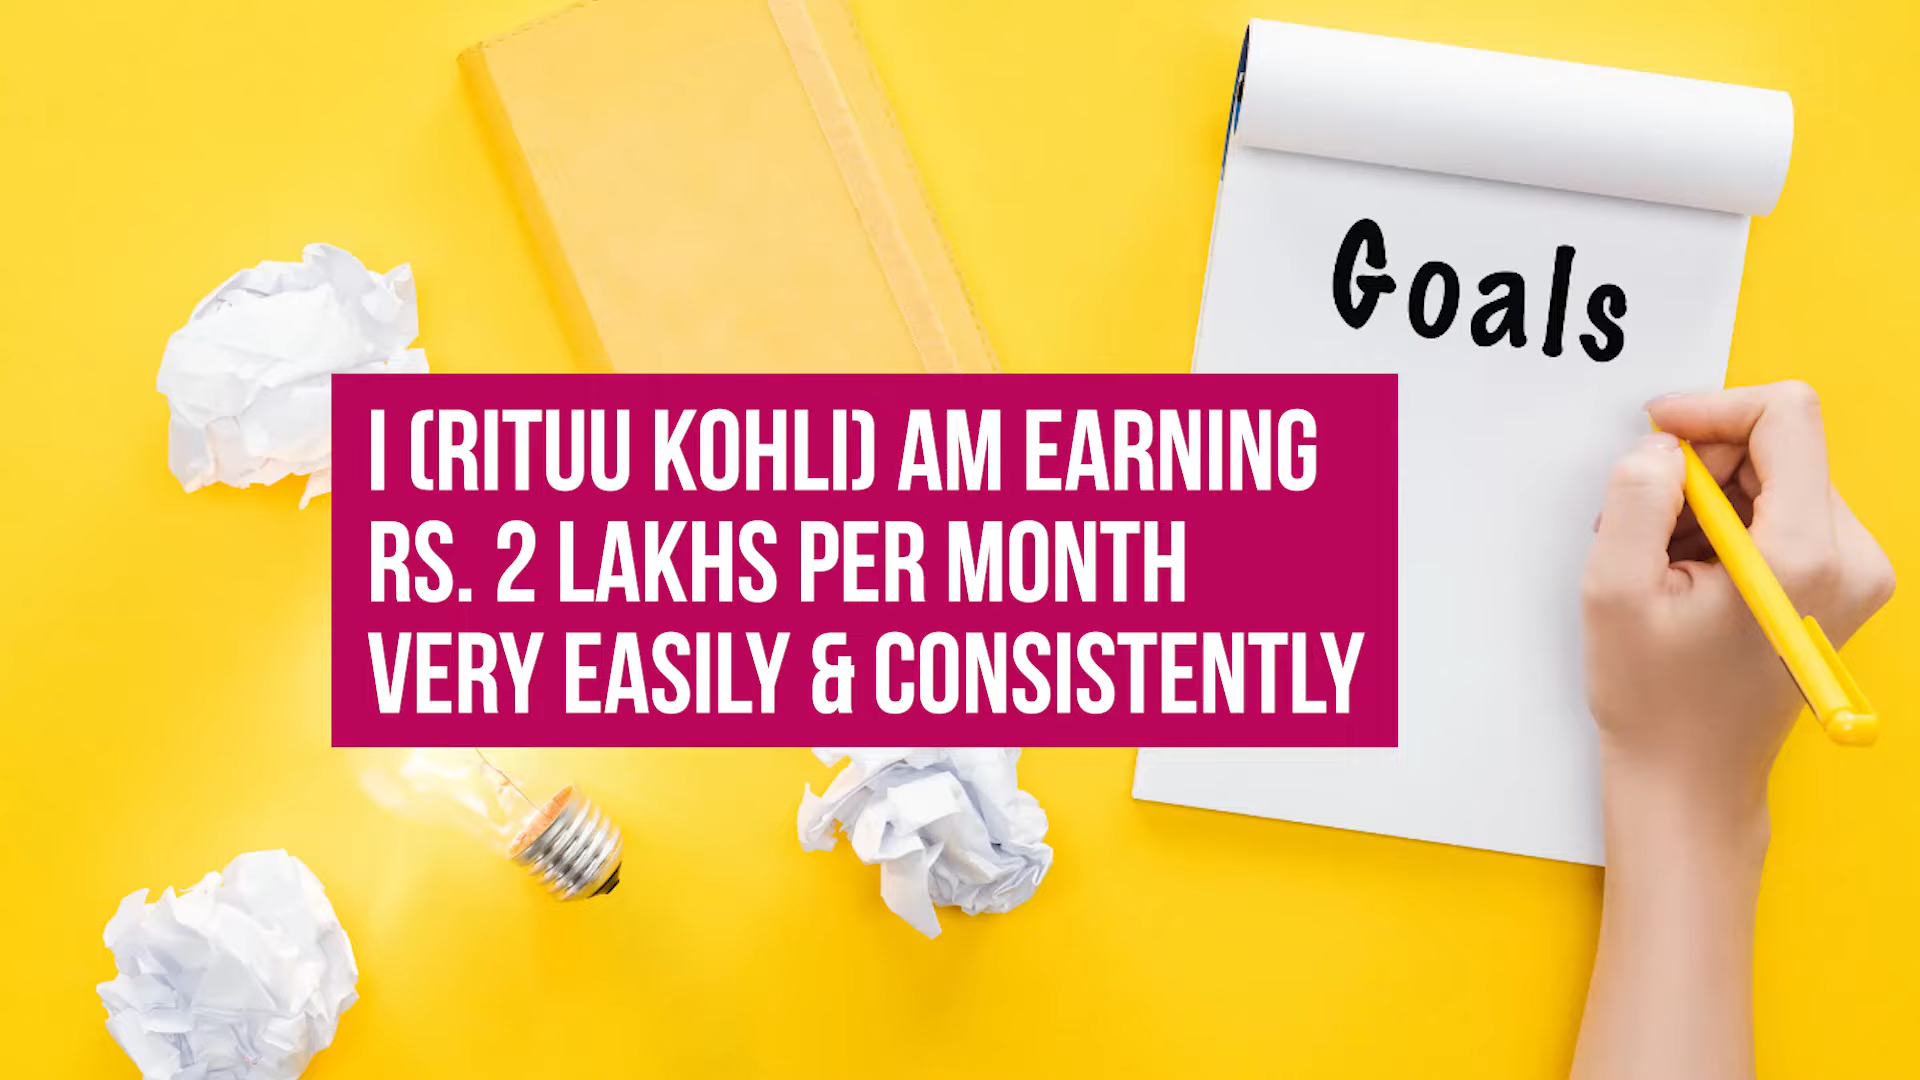 Goals
I (RITUU KOHLI) AM EARNING
RS. 2 LAKHS PER MONTH
VERY EASILY & CONSISTENTLY